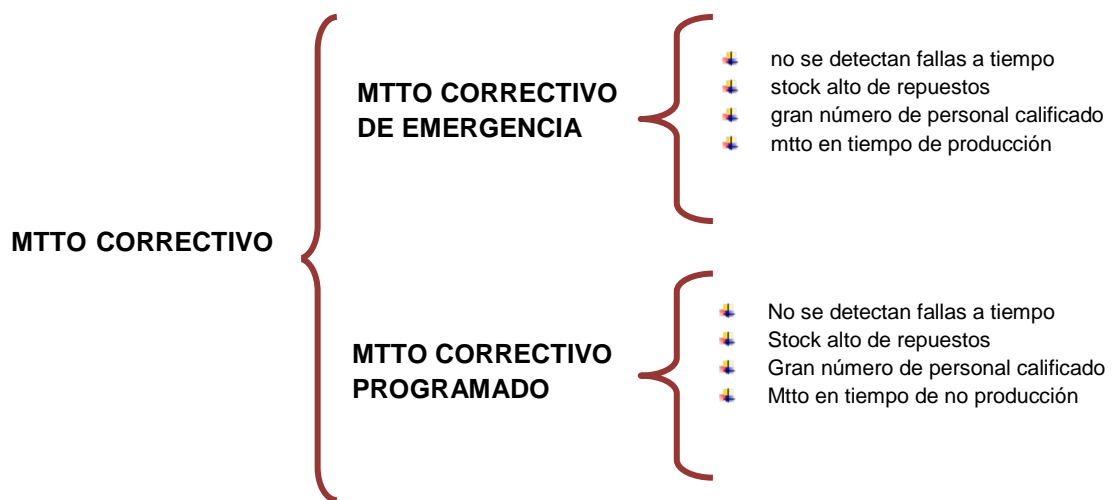 MTTO CORRECTIVO
MTTO CORRECTIVO
DE EMERGENCIA
no se detectan fallas a tiempo
stock alto de repuestos
gran número de personal calificado
mtto en tiempo de producción
MTTO CORRECTIVO
PROGRAMADO
No se detectan fallas a tiempo
Stock alto de repuestos
Gran número de personal calificado
Mtto en tiempo de no producción